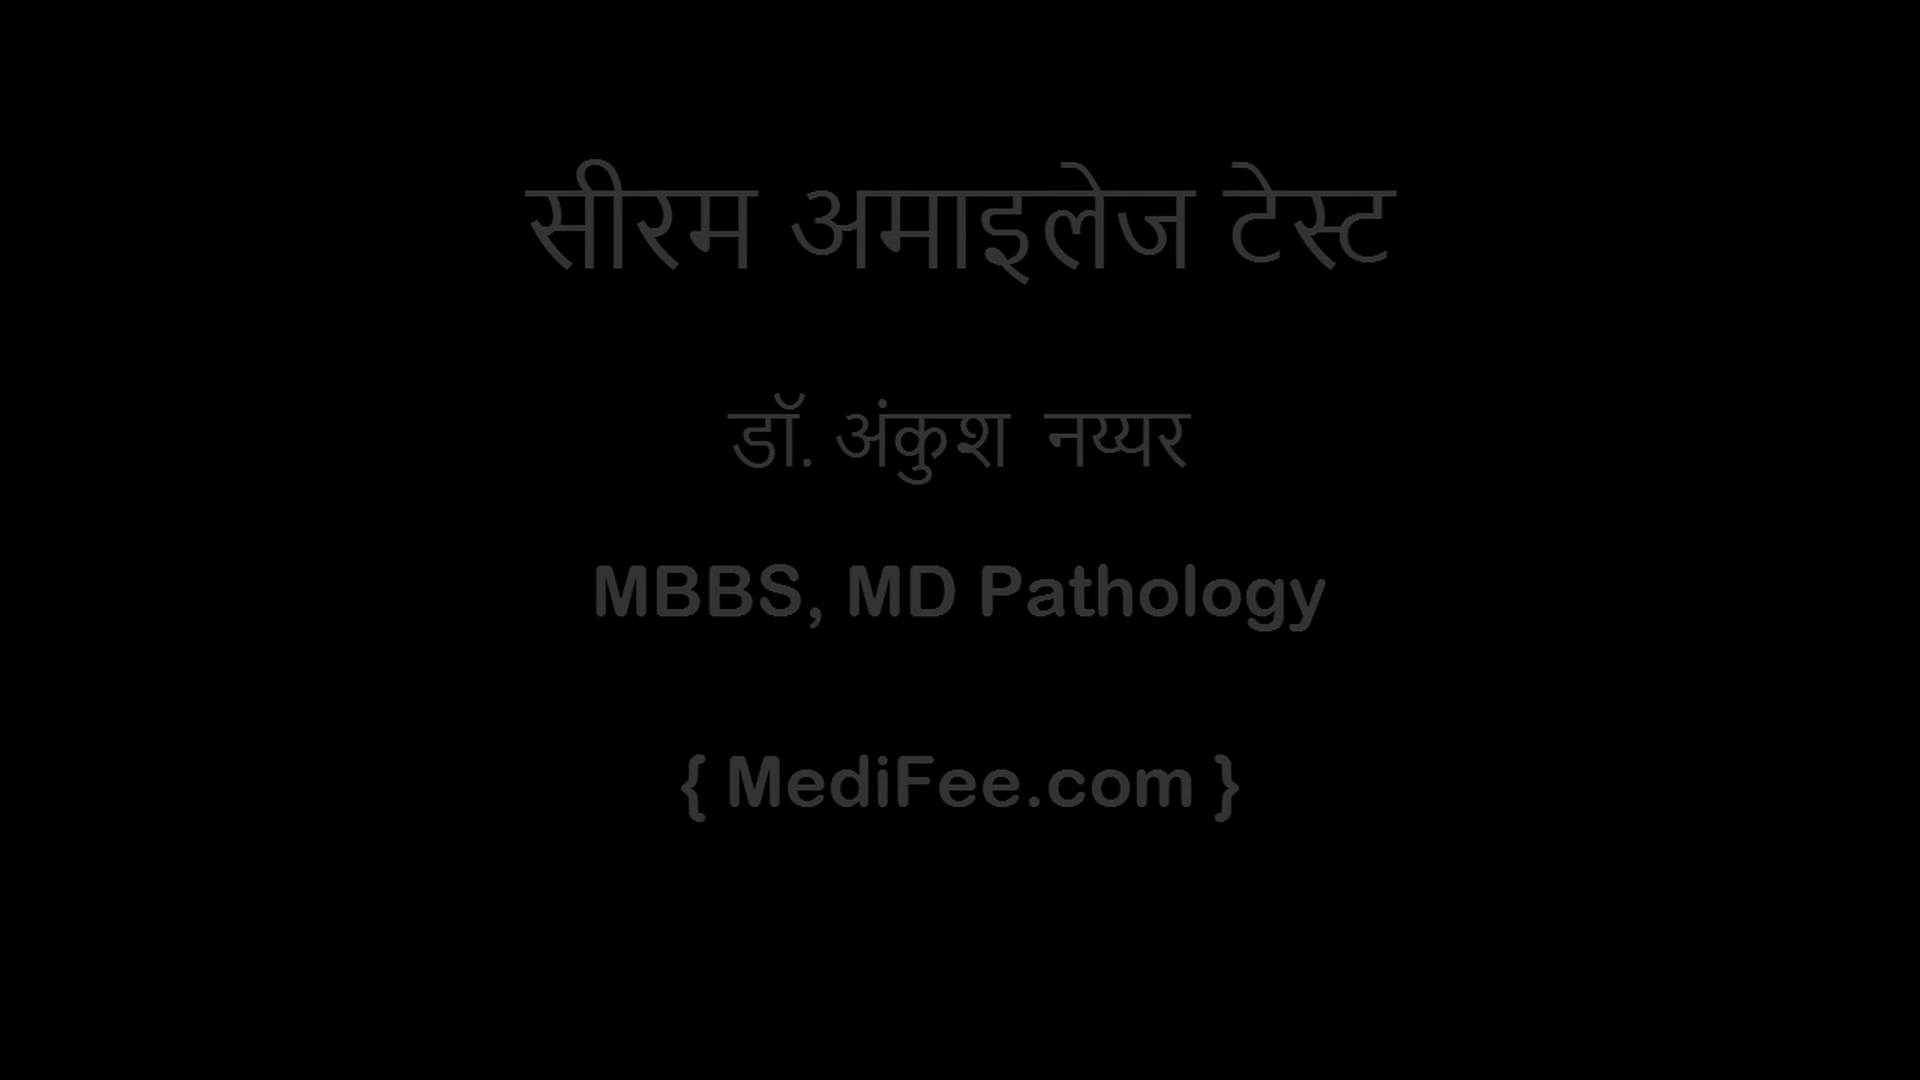 सीरम अमाइलेज टेस्ट
डॉ. अंकुश नय्यर
MBBS, MD Pathology
{ MediFee.com }